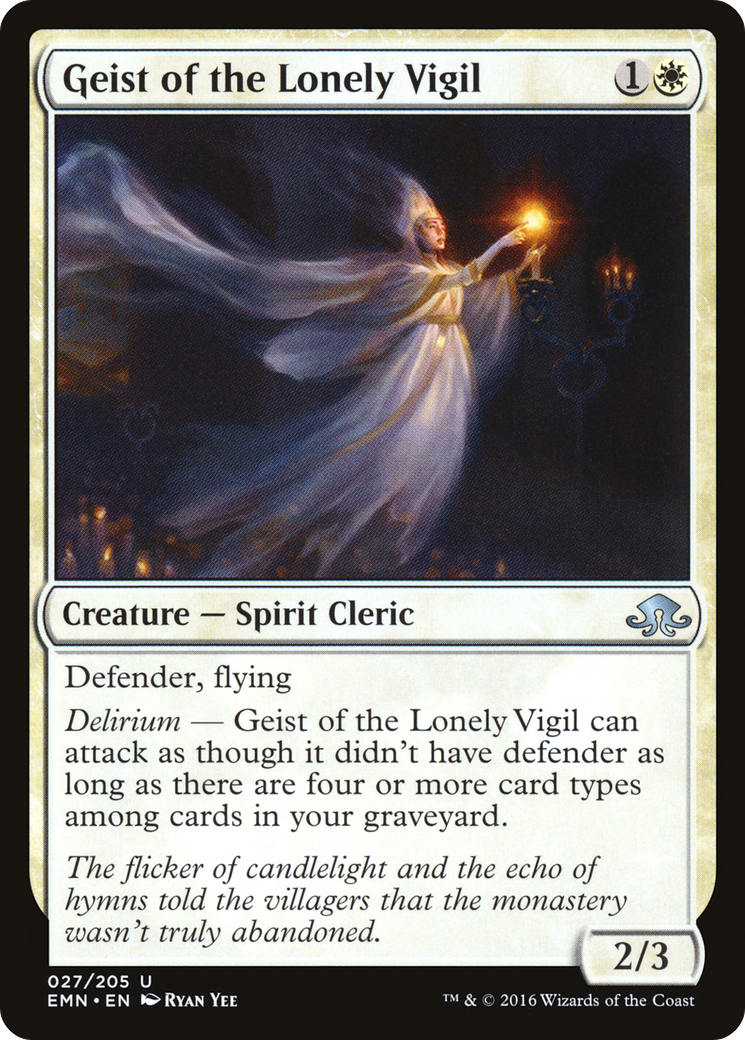 Geist of the Lonely Vigil 1
Creature — Spirit Cleric
Defender, flying
Delirium — Geist of the Lonely Vigil can
attack as though it didn't have defender as
long as there are four or more card types
among cards in your graveyard.
The flicker of candlelight and the echo of
hymns told the villagers that the monastery
wasn't truly abandoned.
2/3
027/205 U
EMN • EN Ryan Yee
™ & © 2016 Wizards of the Coast